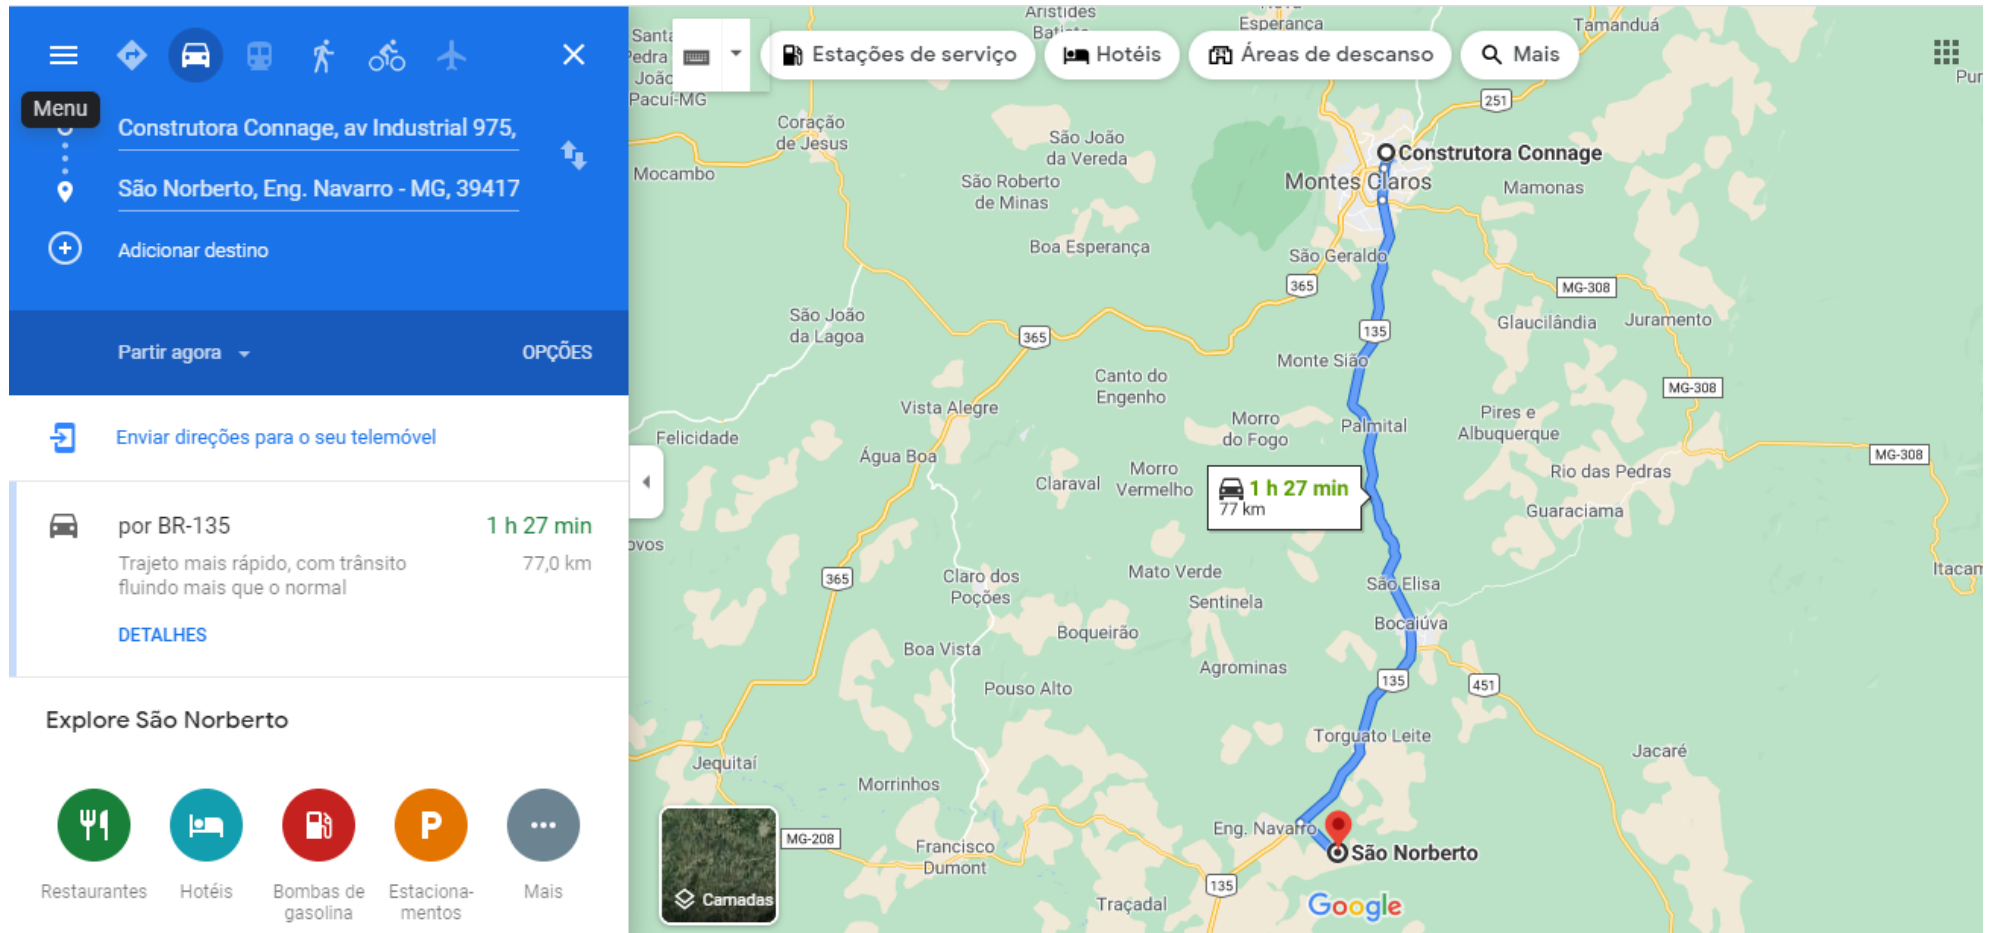 Menu
Construtora Connage, av Industrial 975,
São Norberto, Eng. Navarro - MG, 39417
Adicionar destino
Partir agora
OPÇÕES
Enviar direções para o seu telemóvel
por BR-135
1 h 27 min
Trajeto mais rápido, com trânsito
fluindo mais que o normal
77,0 km
DETALHES
Explore São Norberto
Restaurantes
Hotéis
Bombas de
gasolina
Estaciona-
mentos
Mais
Estações de serviço
Hotéis
Áreas de descanso
Mais
Aristides
Esperança
Tamanduá
João
Pacuí-MG
251
Coração
de Jesus
São João
da Vereda
Construtora Connage
Mocambo
São Roberto
de Minas
Montes Claros
Mamonas
Boa Esperança
São Geraldo
365
MG-308
São João
da Lagoa
365
135
Glaucilândia
Juramento
Monte Sião
Canto do
Engenho
MG-308
Vista Alegre
Morro
do Fogo
Palmital
Pires e
Albuquerque
Felicidade
Água Boa
MG-308
Claraval
Morro
Vermelho
1 h 27 min
77 km
Rio das Pedras
Guaraciama
365
Claro dos
Poções
Mato Verde
São Elisa
Sentinela
Boqueirão
Bocaiúva
Boa Vista
Agrominas
Pouso Alto
135
451
Torguato Leite
Jacaré
Jequitaí
Morrinhos
MG-208
Francisco
Dumont
Eng. Navarro
São Norberto
135
Traçadal
Camadas
Google